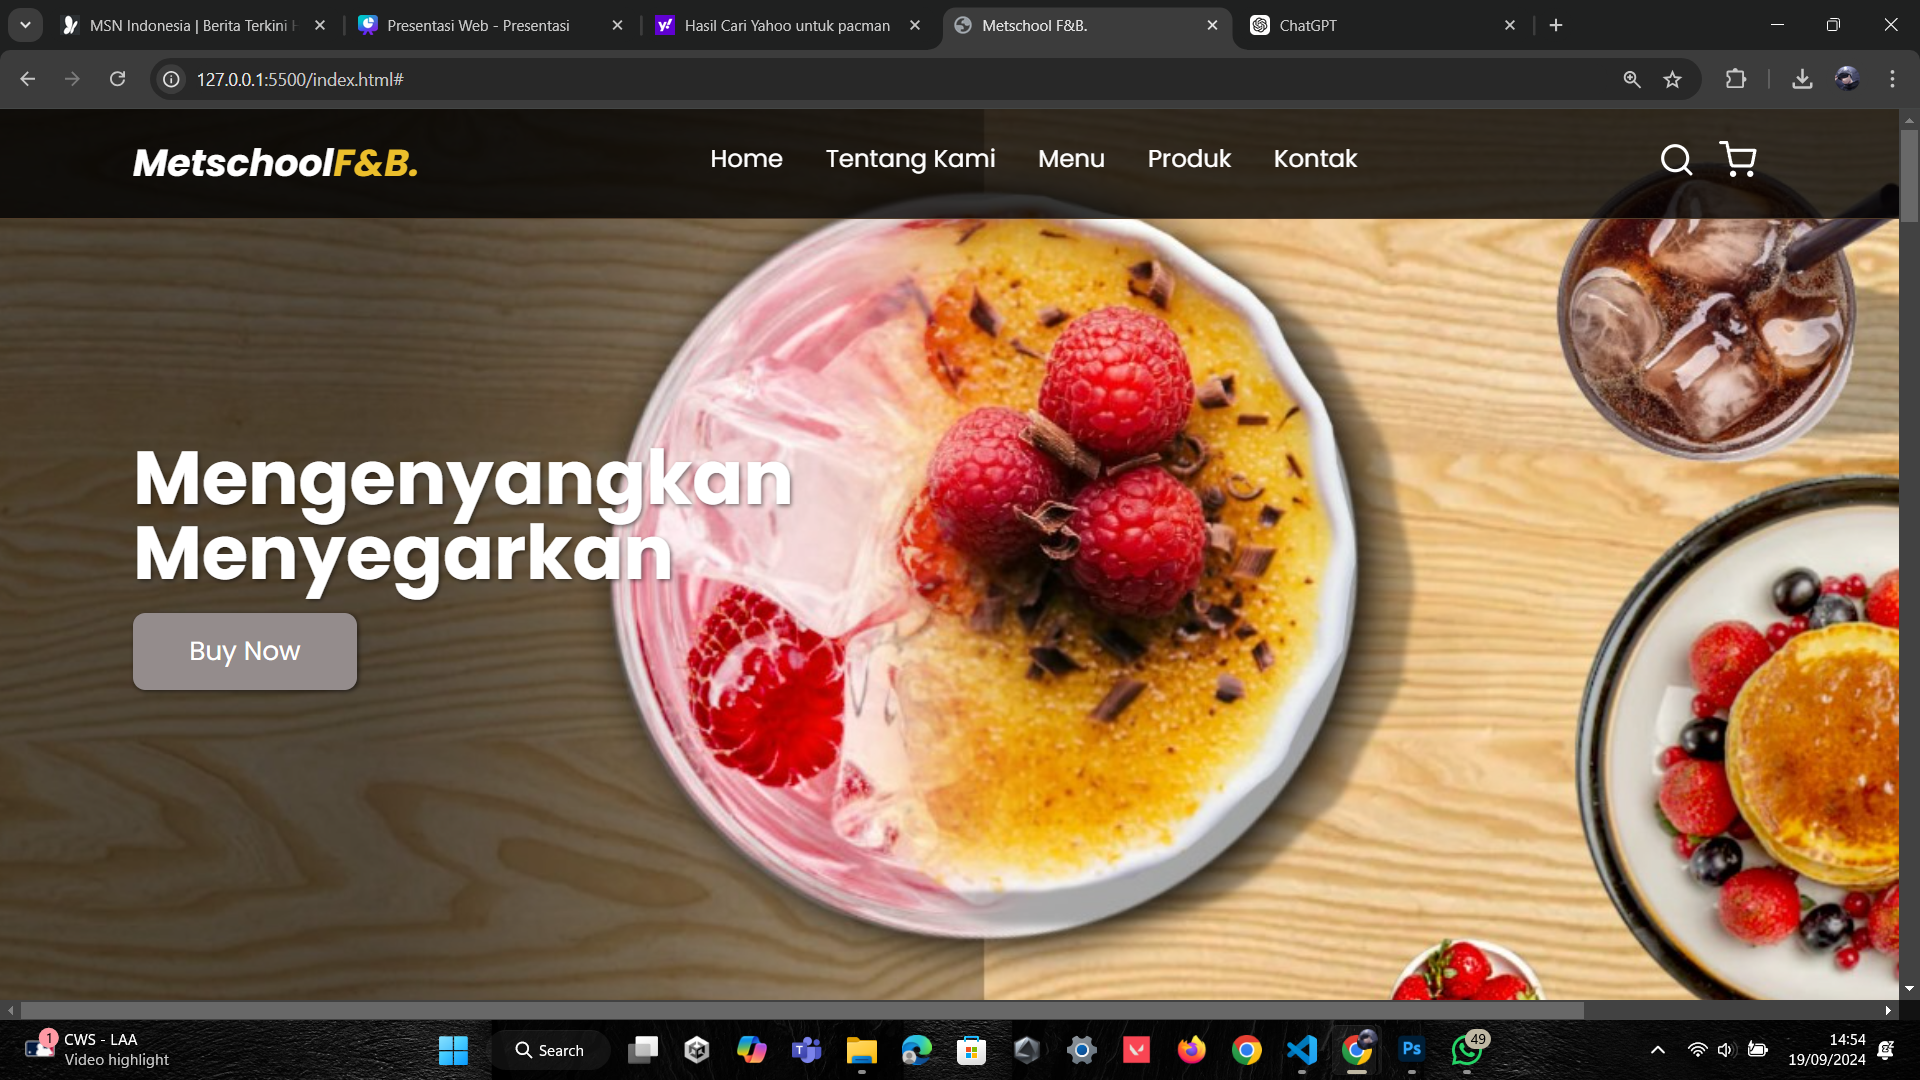 MSN Indonesia | Berita Terkini H
Presentasi Web - Presentasi
Hasil Cari Yahoo untuk pacman
Metschool F&B.
ChatGPT
127.0.0.1:5500/index.html#
MetschoolF&B.
Home
Tentang Kami
Menu
Produk
Kontak
Mengenyangkan
Menyegarkan
Buy Now
1
CWS - LAA
Video highlight
Search
Ps
49
14:54
19/09/2024